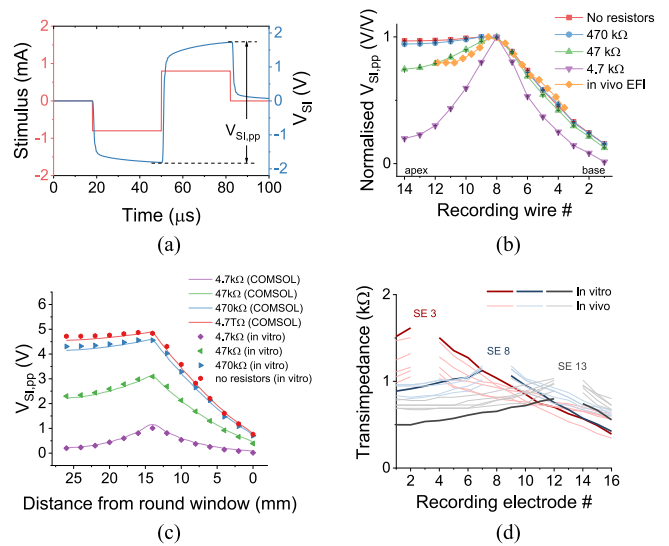 2
1
0
-1
-2
Stimulus (mA)
2
1
0
-1
-2
V_SI (V)
V_SI,pp
0 20 40 60 80 100
Time (μs)
(a)
Normalised V_SI,pp (V/V)
1
0
No resistors
470 kΩ
47 kΩ
4.7 kΩ
in vivo EFI
apex
base
14 12 10 8 6 4 2
Recording wire #
(b)
V_SI,pp (V)
6
5
4
3
2
1
0
4.7kΩ (COMSOL)
47kΩ (COMSOL)
470kΩ (COMSOL)
4.7TΩ (COMSOL)
4.7kΩ (in vitro)
47kΩ (in vitro)
470kΩ (in vitro)
no resistors (in vitro)
25 20 15 10 5 0
Distance from round window (mm)
(c)
Transimpedance (kΩ)
2
1
0
SE 3
SE 8
SE 13
In vitro
In vivo
2 4 6 8 10 12 14 16
Recording electrode #
(d)